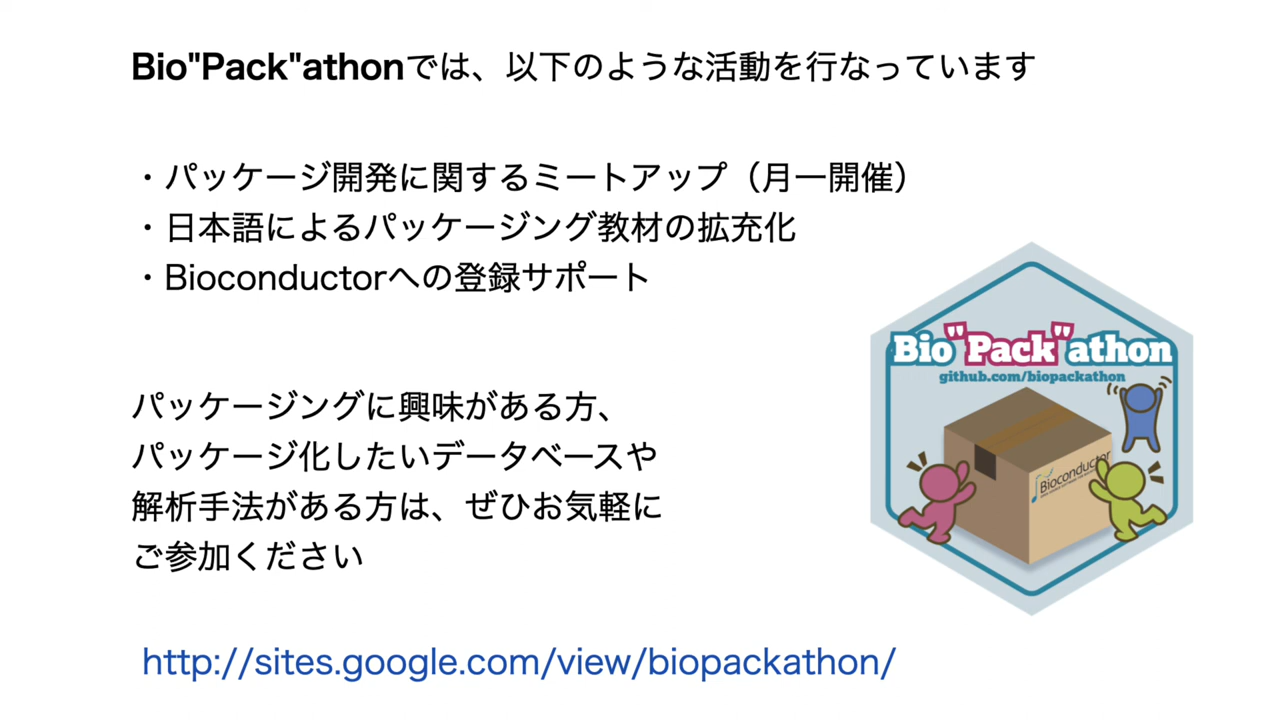 Bio"Pack"athonでは、以下のような活動を行なっています
・パッケージ開発に関するミートアップ（月一開催）
・日本語によるパッケージング教材の拡充化
・Bioconductorへの登録サポート
パッケージングに興味がある方、
パッケージ化したいデータベースや
解析手法がある方は、ぜひお気軽に
ご参加ください
http://sites.google.com/view/biopackathon/
Bio"Pack"athon
github.com/biopackathon
Bioconductor